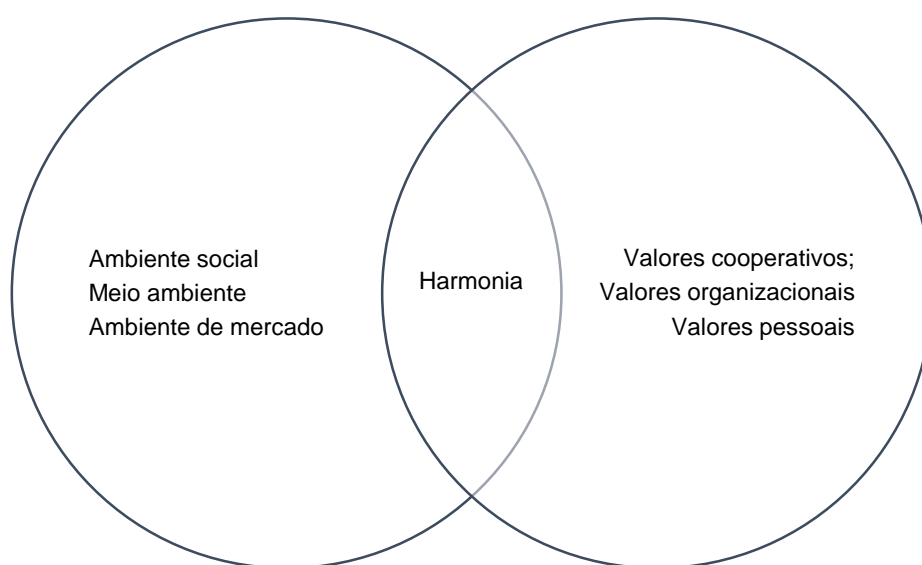 Ambiente social
Meio ambiente
Ambiente de mercado
Harmonia
Valores cooperativos;
Valores organizacionais
Valores pessoais